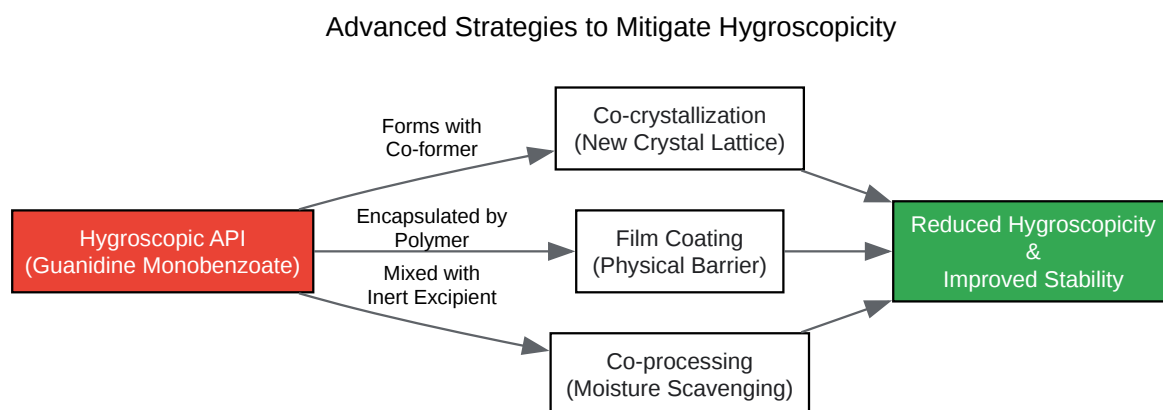 Advanced Strategies to Mitigate Hygroscopicity
Forms with
Co-former
Co-crystallization
(New Crystal Lattice)
Hygroscopic API
(Guanidine Monobenzoate)
Encapsulated by
Polymer
Film Coating
(Physical Barrier)
Reduced Hygroscopicity
&
Improved Stability
Mixed with
Inert Excipient
Co-processing
(Moisture Scavenging)